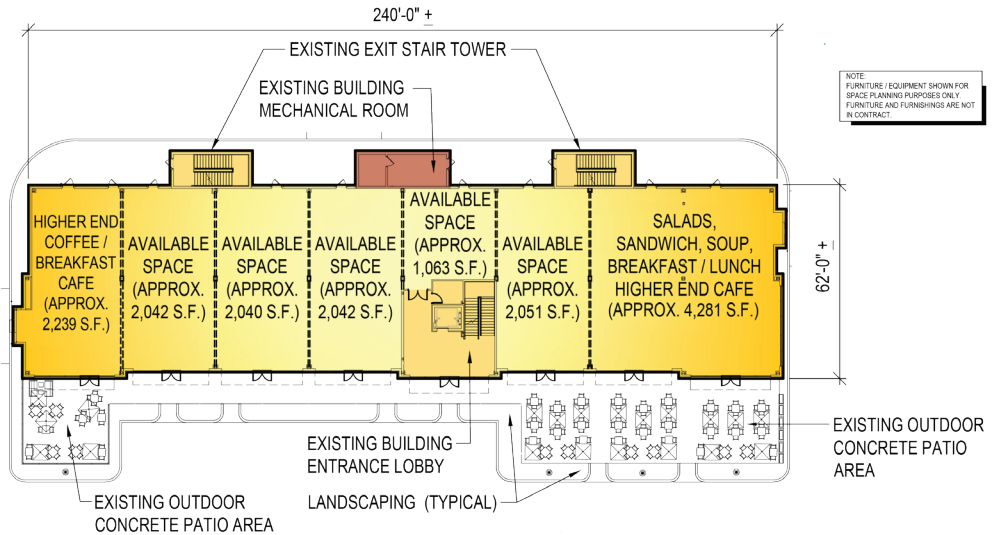 240'-0" +
EXISTING EXIT STAIR TOWER
EXISTING BUILDING
MECHANICAL ROOM
NOTE:
FURNITURE / EQUIPMENT SHOWN FOR
SPACE PLANNING PURPOSES ONLY.
FURNITURE AND FURNISHINGS ARE NOT
IN CONTRACT.
HIGHER END
COFFEE /
BREAKFAST
CAFE
(APPROX.
2,239 S.F.)
AVAILABLE
SPACE
(APPROX.
2,042 S.F.)
AVAILABLE
SPACE
(APPROX.
2,040 S.F.)
AVAILABLE
SPACE
(APPROX.
2,042 S.F.)
AVAILABLE
SPACE
(APPROX.
1,063 S.F.)
AVAILABLE
SPACE
(APPROX.
2,051 S.F.)
SALADS,
SANDWICH, SOUP,
BREAKFAST / LUNCH
HIGHER END CAFE
(APPROX. 4,281 S.F.)
62'-0" +
EXISTING BUILDING
ENTRANCE LOBBY
LANDSCAPING (TYPICAL)
EXISTING OUTDOOR
CONCRETE PATIO
AREA
EXISTING OUTDOOR
CONCRETE PATIO AREA